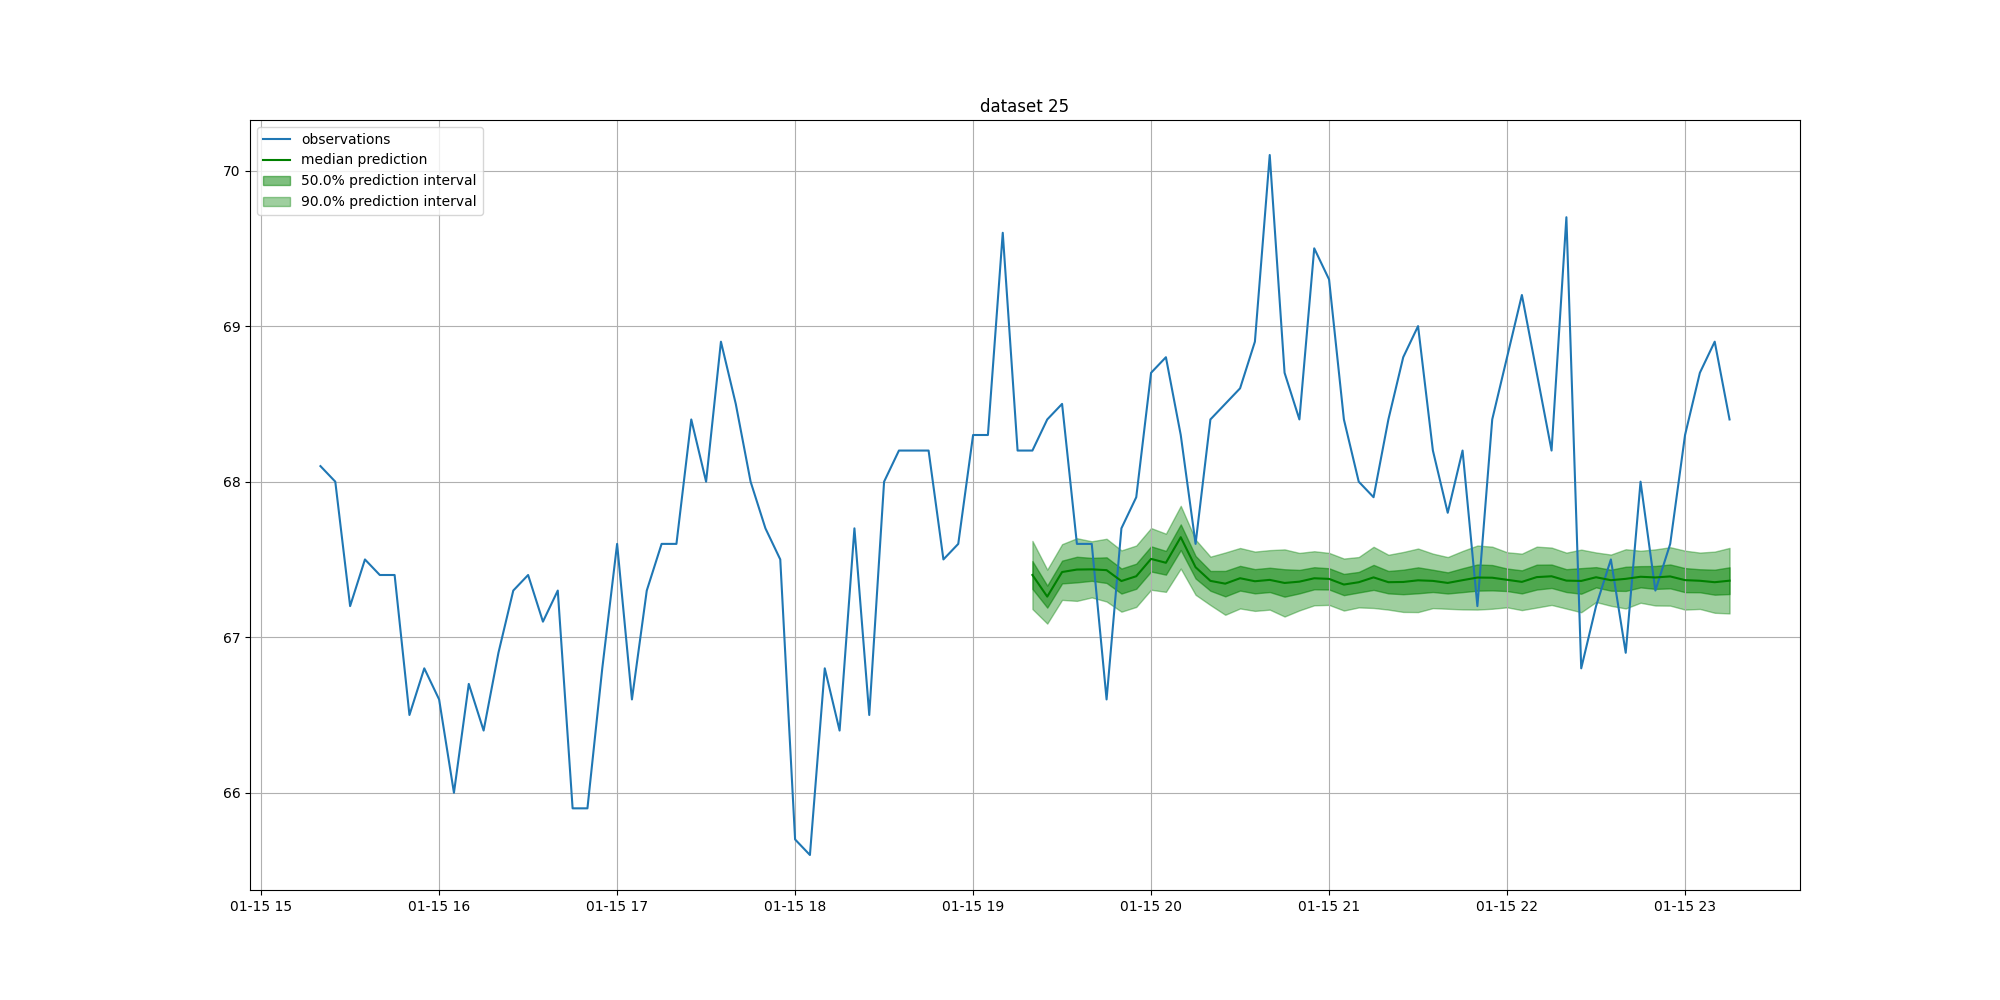 dataset 25
observations
median prediction
50.0% prediction interval
90.0% prediction interval
70
69
68
67
66
01-15 15
01-15 16
01-15 17
01-15 18
01-15 19
01-15 20
01-15 21
01-15 22
01-15 23